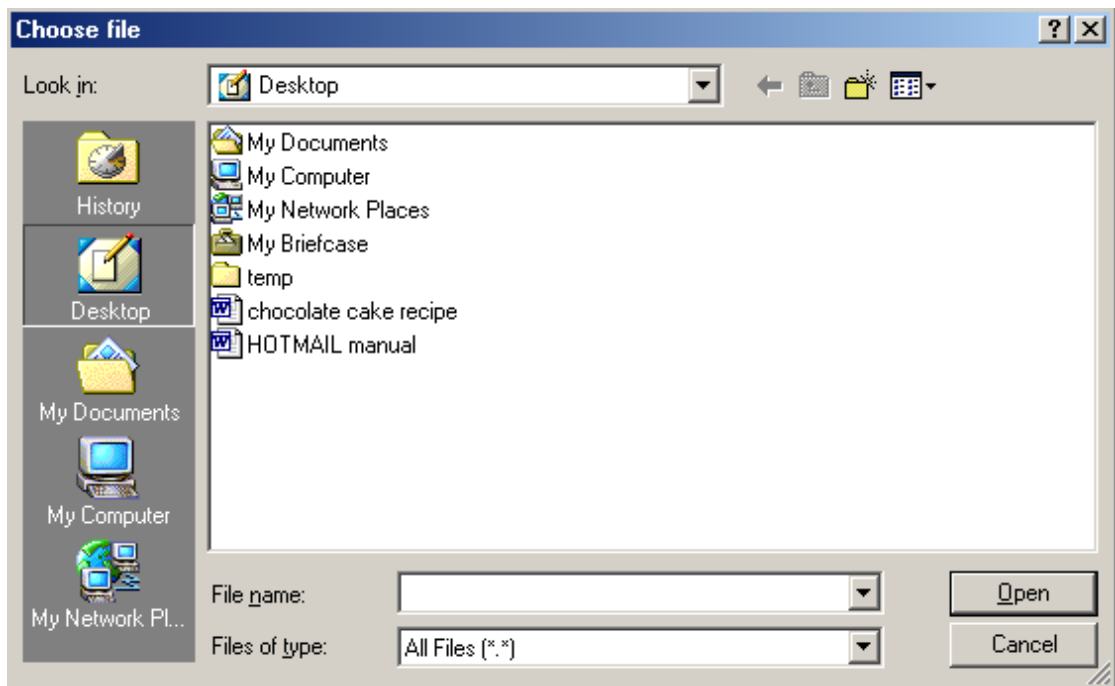 Choose file
Look in:
Desktop
History
Desktop
My Documents
My Computer
My Network Pl...
My Documents
My Computer
My Network Places
My Briefcase
temp
chocolate cake recipe
HOTMAIL manual
File name:
Open
Files of type:
All Files (*.*)
Cancel